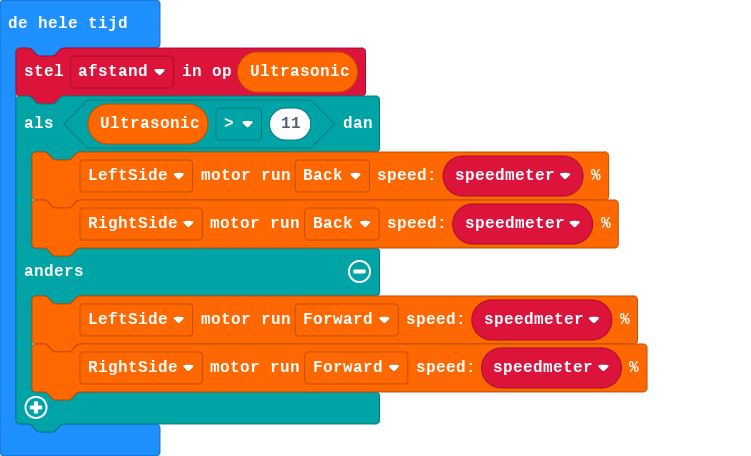 de hele tijd
stel afstand in op Ultrasonic
als Ultrasonic > 11 dan
LeftSide motor run Back speed: speedmeter %
RightSide motor run Back speed: speedmeter %
anders
LeftSide motor run Forward speed: speedmeter %
RightSide motor run Forward speed: speedmeter %